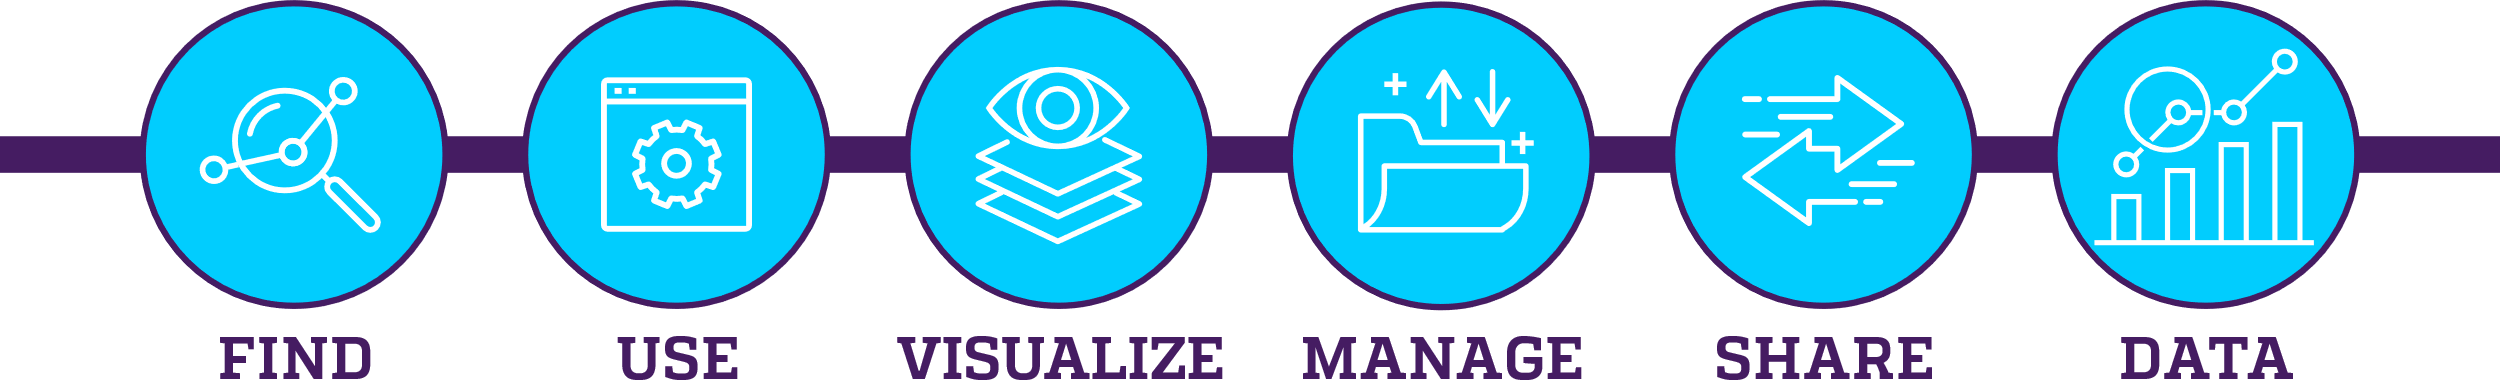 FIND USE VISUALIZE MANAGE SHARE DATA